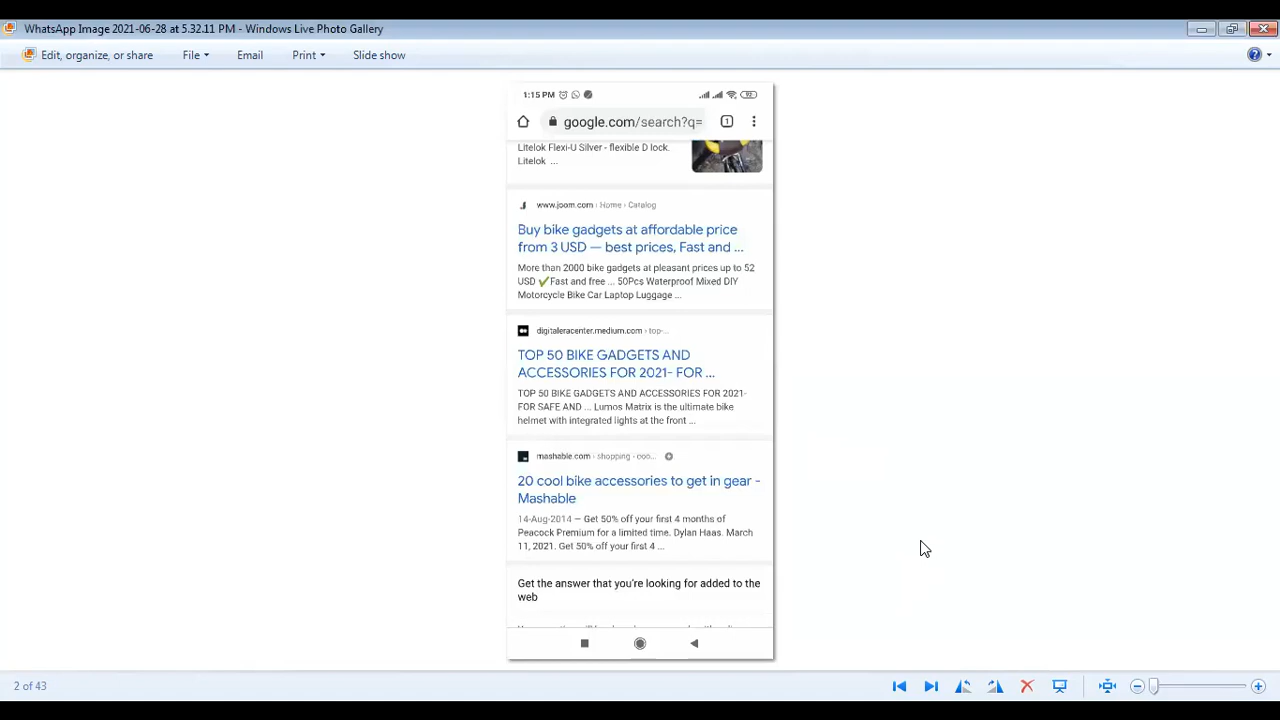 WhatsApp Image 2021-06-28 at 5.32.11 PM - Windows Live Photo Gallery
Edit, organize, or share File Email Print Slide show
1:15 PM 92
google.com/search?q= 1
Litelok Flexi-U Silver - flexible D lock.
Litelok ...
www.joom.com › Home › Catalog
Buy bike gadgets at affordable price
from 3 USD — best prices, Fast and ...
More than 2000 bike gadgets at pleasant prices up to 52
USD ✔Fast and free ... 50Pcs Waterproof Mixed DIY
Motorcycle Bike Car Laptop Luggage ...
digitaleracenter.medium.com › top-...
TOP 50 BIKE GADGETS AND
ACCESSORIES FOR 2021- FOR ...
TOP 50 BIKE GADGETS AND ACCESSORIES FOR 2021-
FOR SAFE AND ... Lumos Matrix is the ultimate bike
helmet with integrated lights at the front ...
mashable.com › shopping › coo...
20 cool bike accessories to get in gear -
Mashable
14-Aug-2014 — Get 50% off your first 4 months of
Peacock Premium for a limited time. Dylan Haas. March
11, 2021. Get 50% off your first 4 ...
Get the answer that you're looking for added to the
web
2 of 43